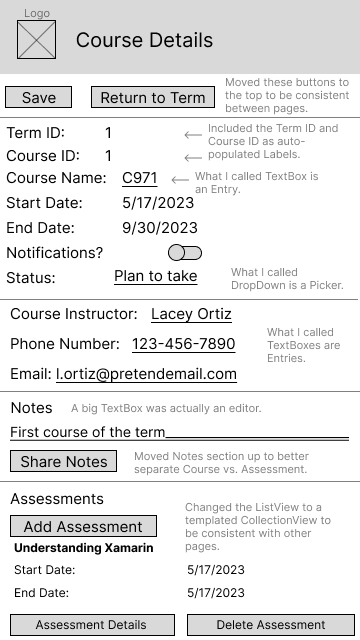 Logo
Course Details
Save
Return to Term
Moved these buttons to
the top to be consistent
between pages.
Term ID: 1
Included the Term ID and
Course ID as auto-
populated Labels.
Course ID: 1
Course Name: C971
What I called TextBox is
an Entry.
Start Date: 5/17/2023
End Date: 9/30/2023
Notifications?
Status: Plan to take
What I called
DropDown is a Picker.
Course Instructor: Lacey Ortiz
Phone Number: 123-456-7890
What I called
TextBoxes are
Entries.
Email: l.ortiz@pretendemail.com
Notes
A big TextBox was actually an editor.
First course of the term
Share Notes
Moved Notes section up to better
separate Course vs. Assessment.
Assessments
Changed the ListView to a
templated CollectionView to
be consistent with other
pages.
Add Assessment
Understanding Xamarin
Start Date: 5/17/2023
End Date: 5/17/2023
Assessment Details
Delete Assessment